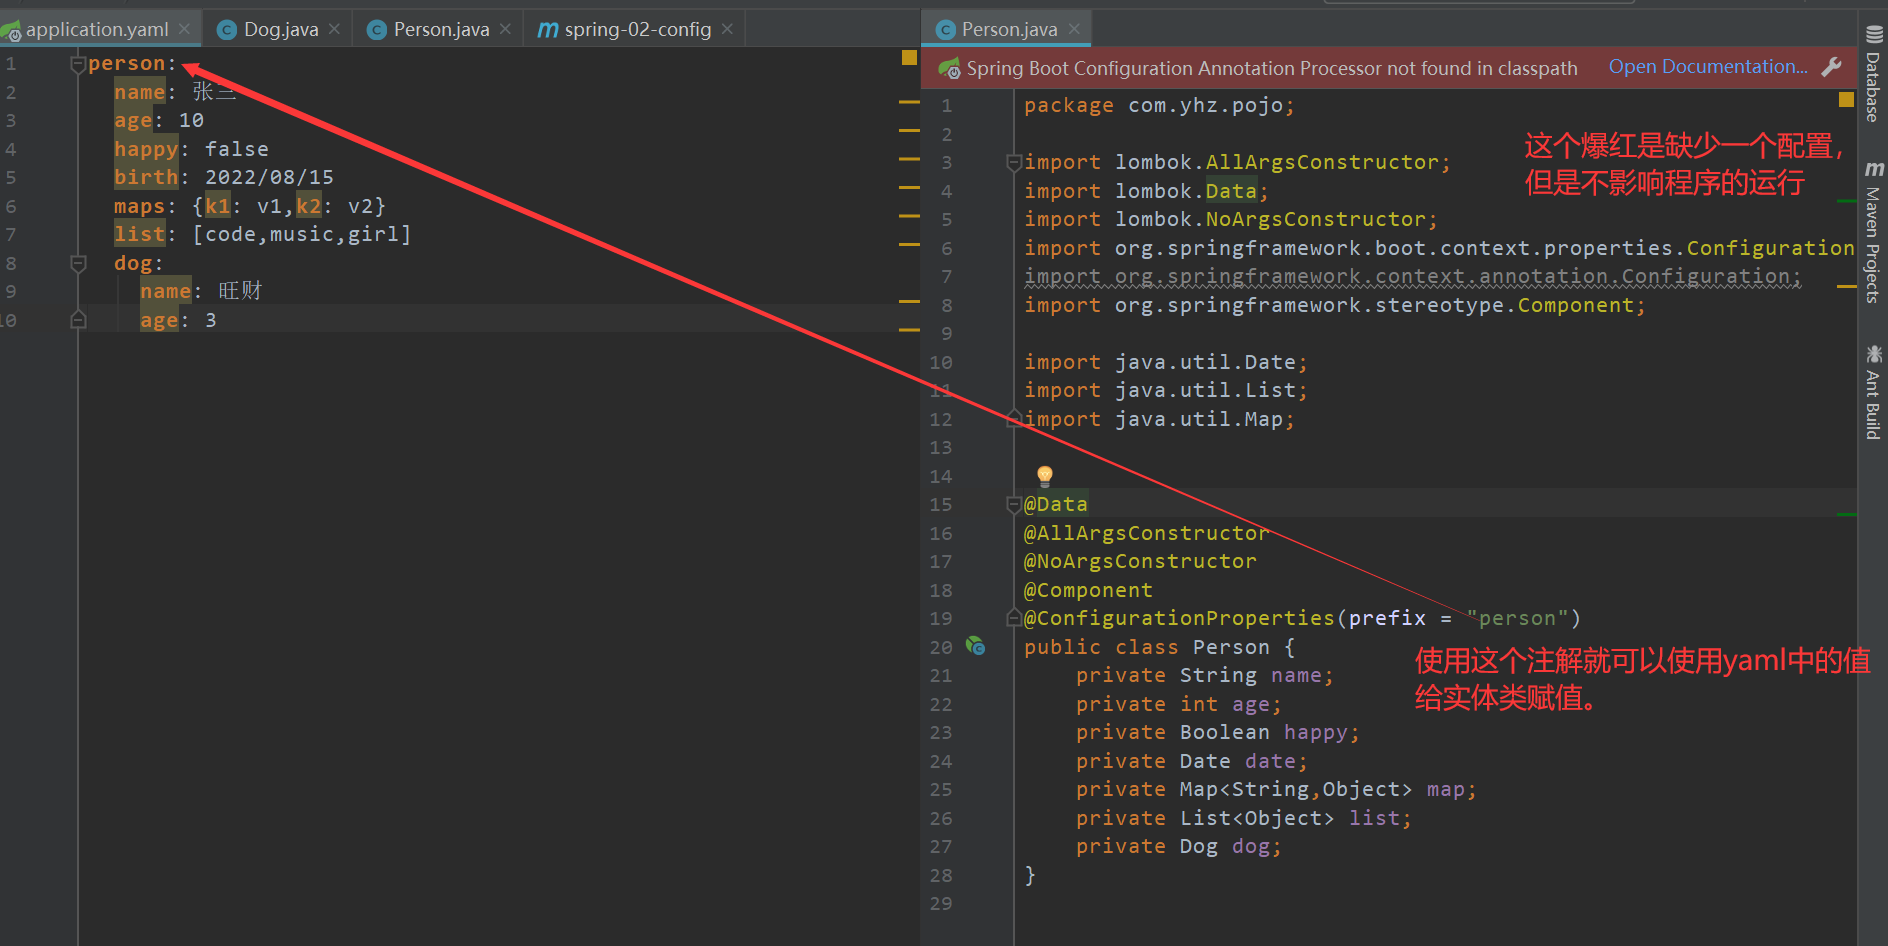 application.yaml
Dog.java
Person.java
spring-02-config
1 person:
2 name: 张三
3 age: 10
4 happy: false
5 birth: 2022/08/15
6 maps: {k1: v1,k2: v2}
7 list: [code,music,girl]
8 dog:
9 name: 旺财
10 age: 3
Person.java
Spring Boot Configuration Annotation Processor not found in classpath Open Documentation...
1 package com.yhz.pojo;
2
3 import lombok.AllArgsConstructor;
4 import lombok.Data;
5 import lombok.NoArgsConstructor;
6 import org.springframework.boot.context.properties.Configuration
7 import org.springframework.context.annotation.Configuration;
8 import org.springframework.stereotype.Component;
9
10 import java.util.Date;
11 import java.util.List;
12 import java.util.Map;
13
14
15 @Data
16 @AllArgsConstructor
17 @NoArgsConstructor
18 @Component
19 @ConfigurationProperties(prefix = "person")
20 public class Person {
21 private String name;
22 private int age;
23 private Boolean happy;
24 private Date date;
25 private Map<String,Object> map;
26 private List<Object> list;
27 private Dog dog;
28 }
29
这个爆红是缺少一个配置，
但是不影响程序的运行
使用这个注解就可以使用yaml中的值
给实体类赋值。
Database
m Maven Projects
Ant Build